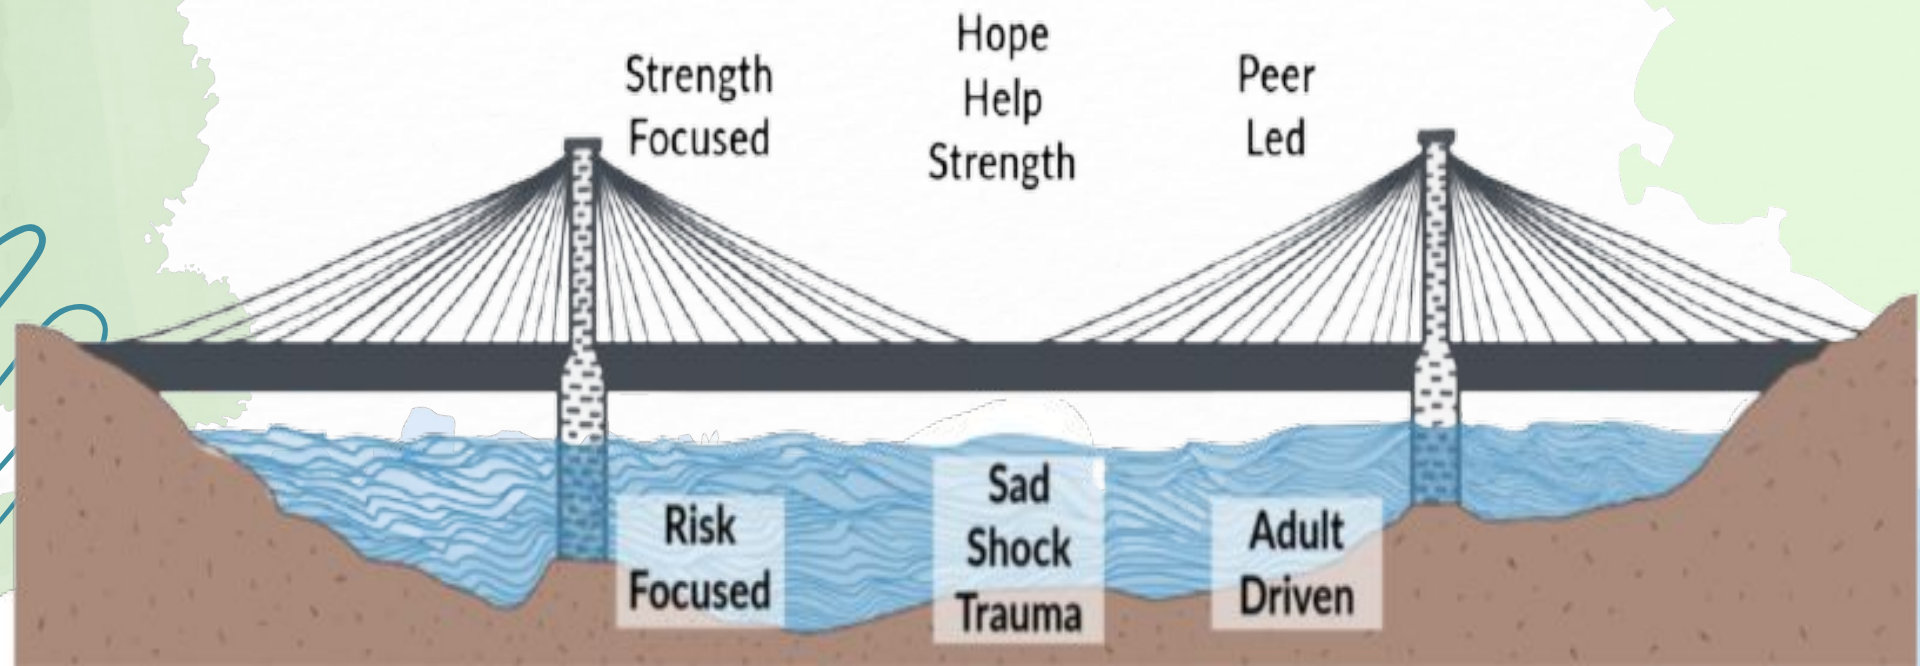 Strength
Focused
Hope
Help
Strength
Peer
Led
Risk
Focused
Sad
Shock
Trauma
Adult
Driven